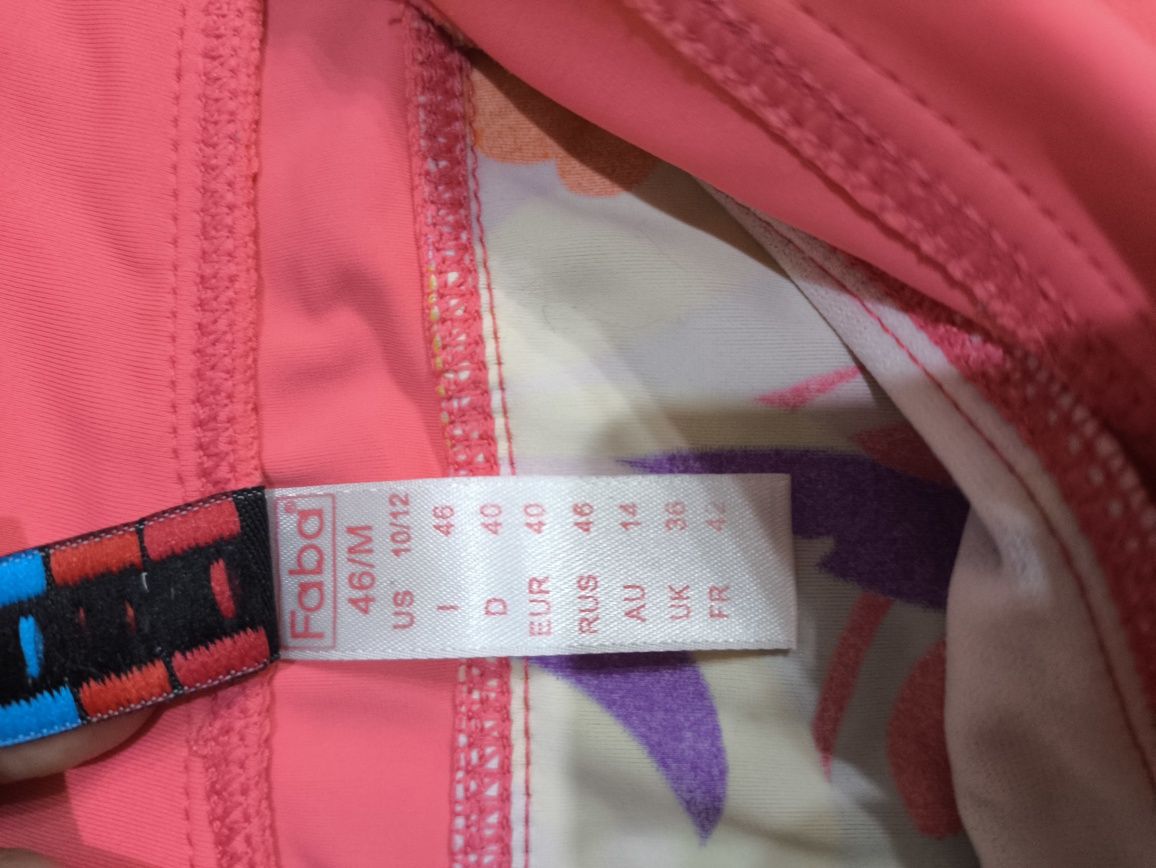 Faba®
46/M
US 10/12
I 46
D 40
EUR 40
RUS 46
AU 14
UK 36
FR 42